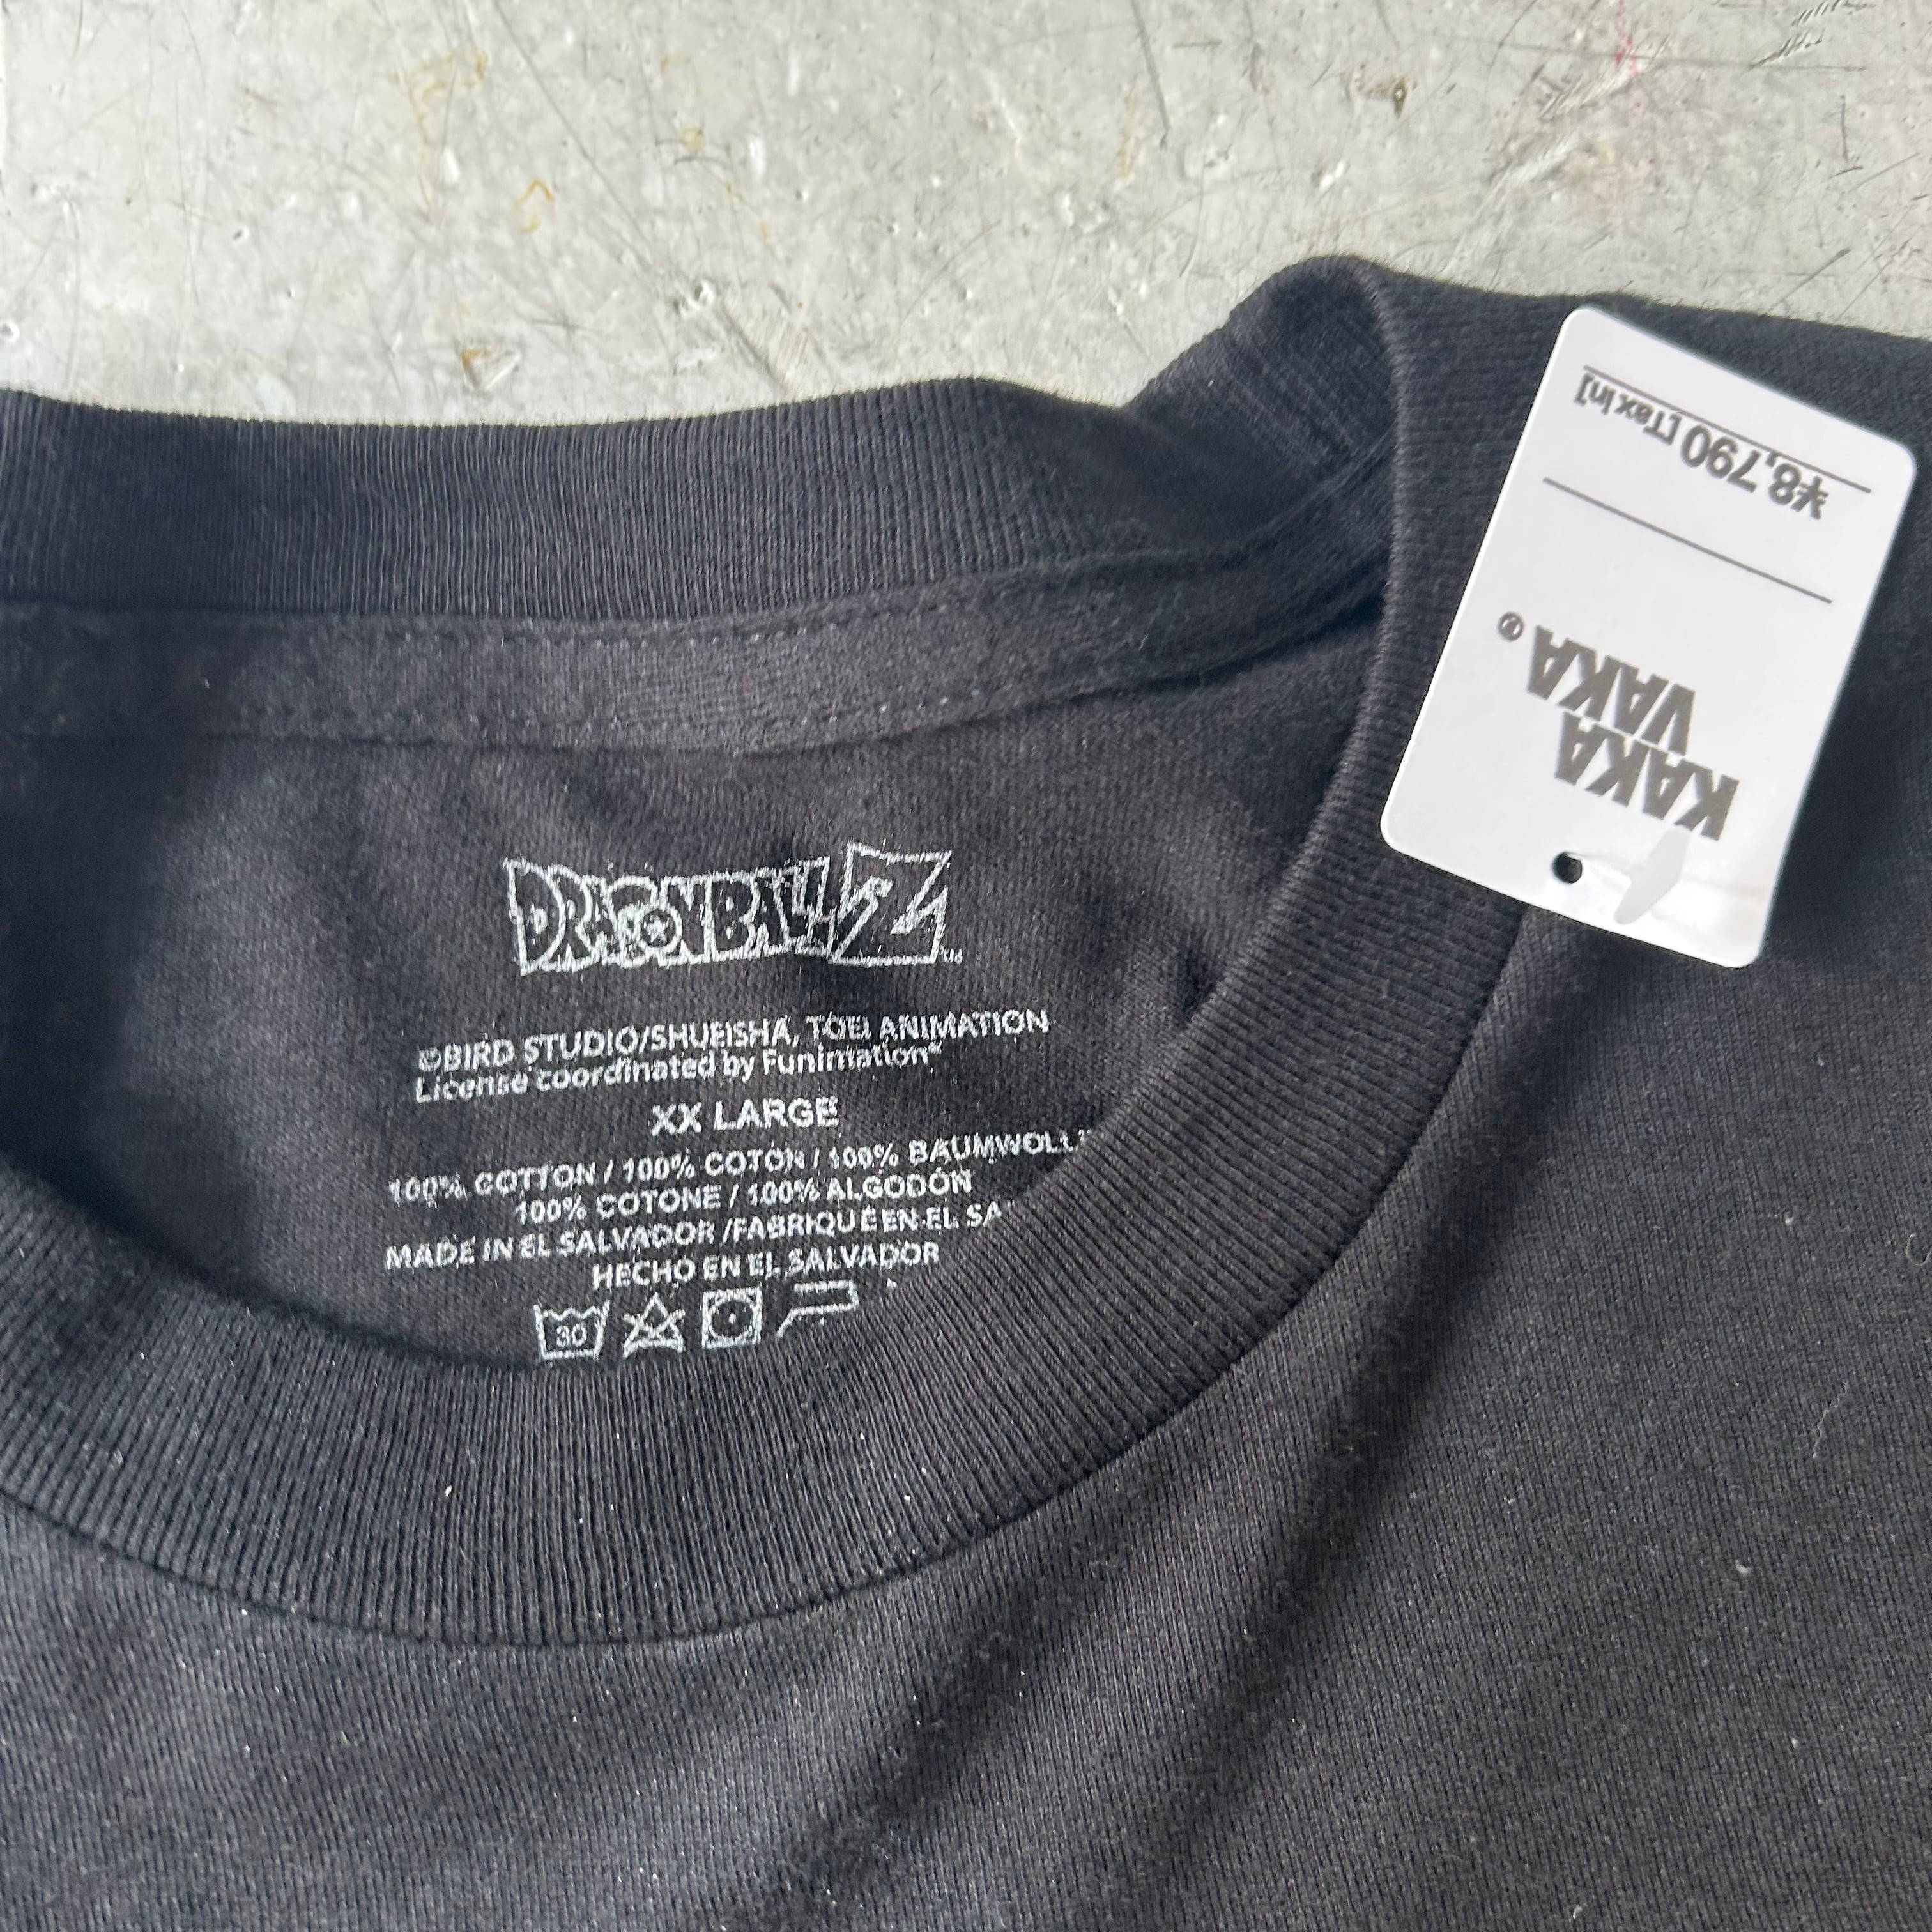 DRAGONBALL Z™
©BIRD STUDIO/SHUEISHA, TOEI ANIMATION
License coordinated by Funimation®
XX LARGE
100% COTTON / 100% COTON / 100%
100% COTONE / 100% ALGODÓN
MADE IN EL SALVADOR /FABRIQUÉ EN EL
HECHO EN EL SALVADOR
30
KAKA
VAKA®
¥8,790 [Tax In]